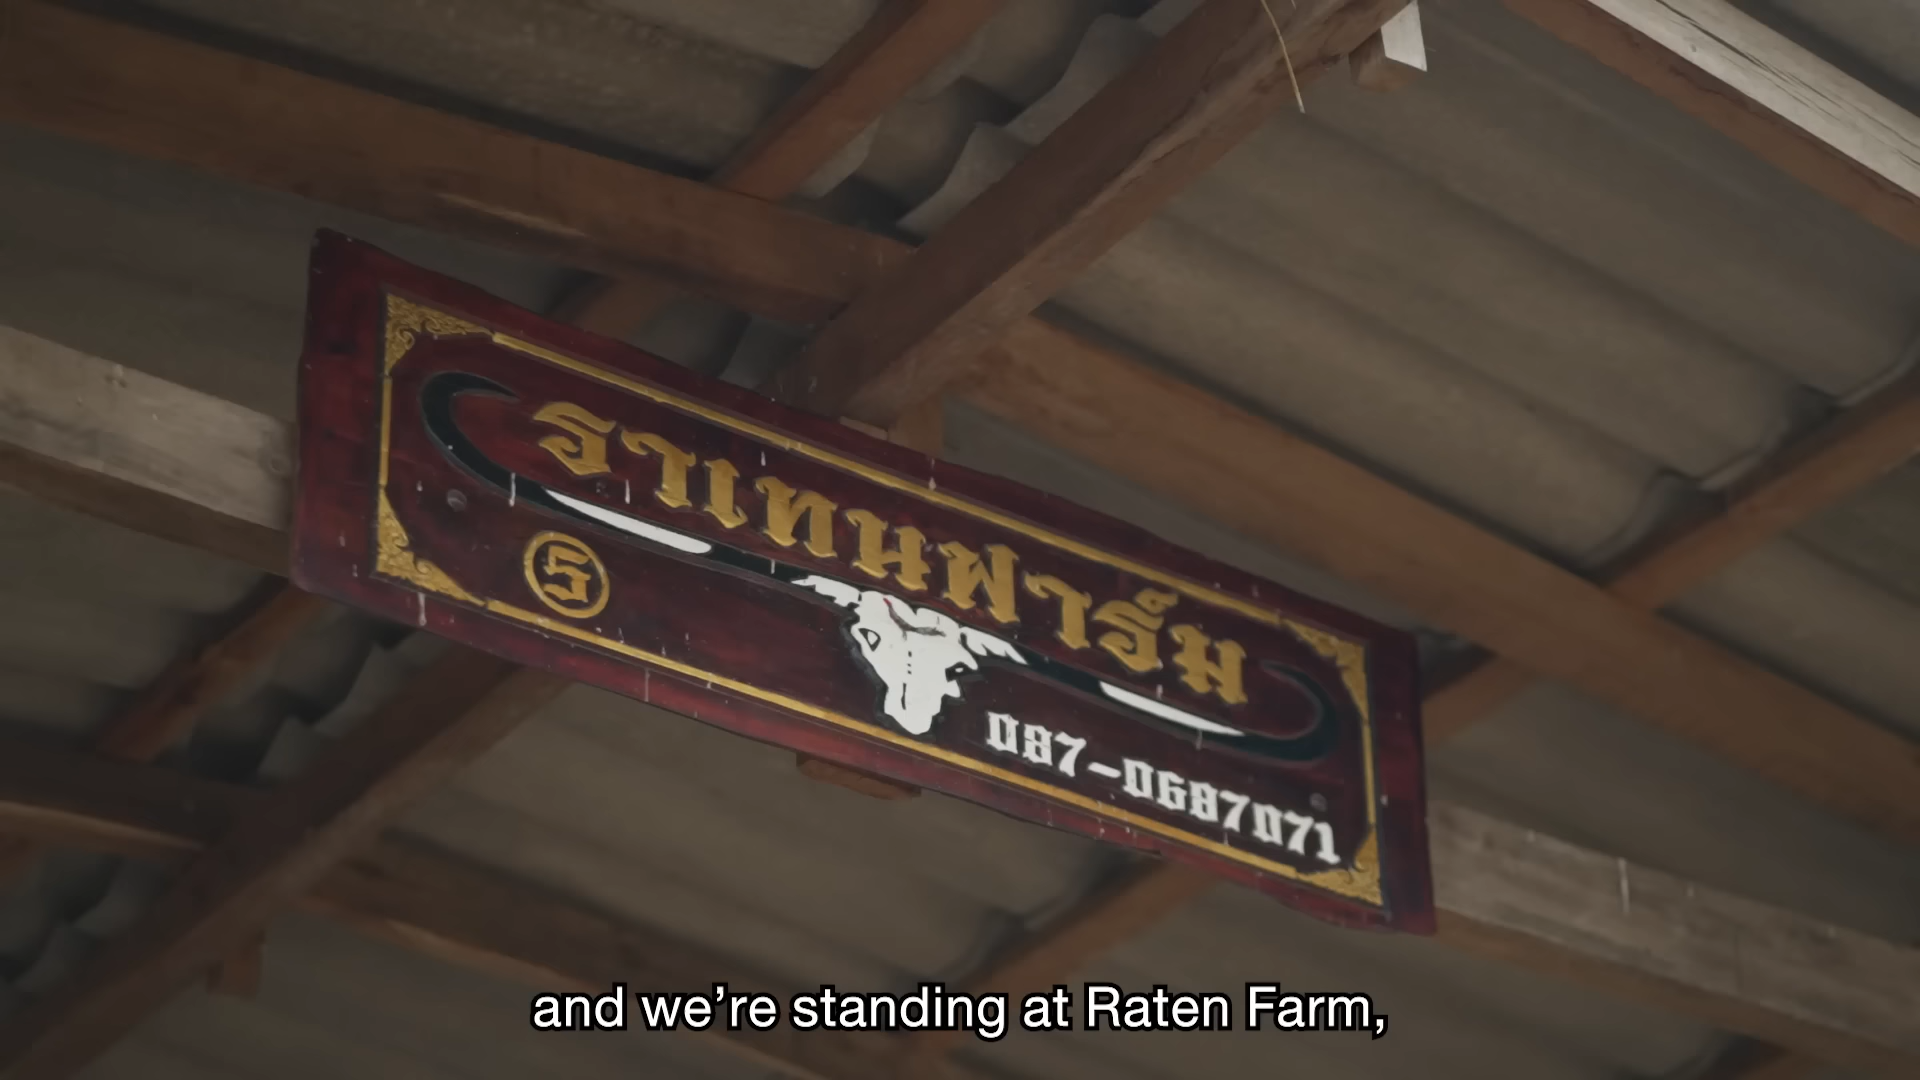 ราเทนฟาร์ม
5
087-0687071
and we’re standing at Raten Farm,